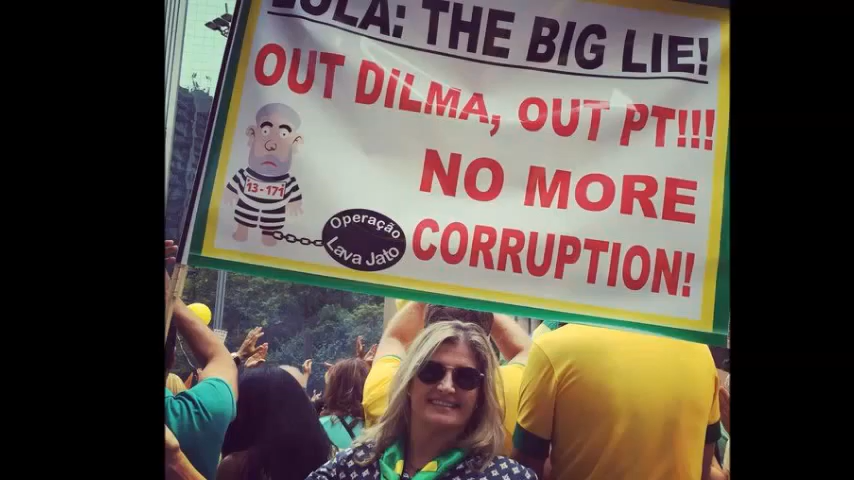 LULA: THE BIG LIE!
OUT DILMA, OUT PT!!!
NO MORE
CORRUPTION!
13-171
Operação
Lava Jato